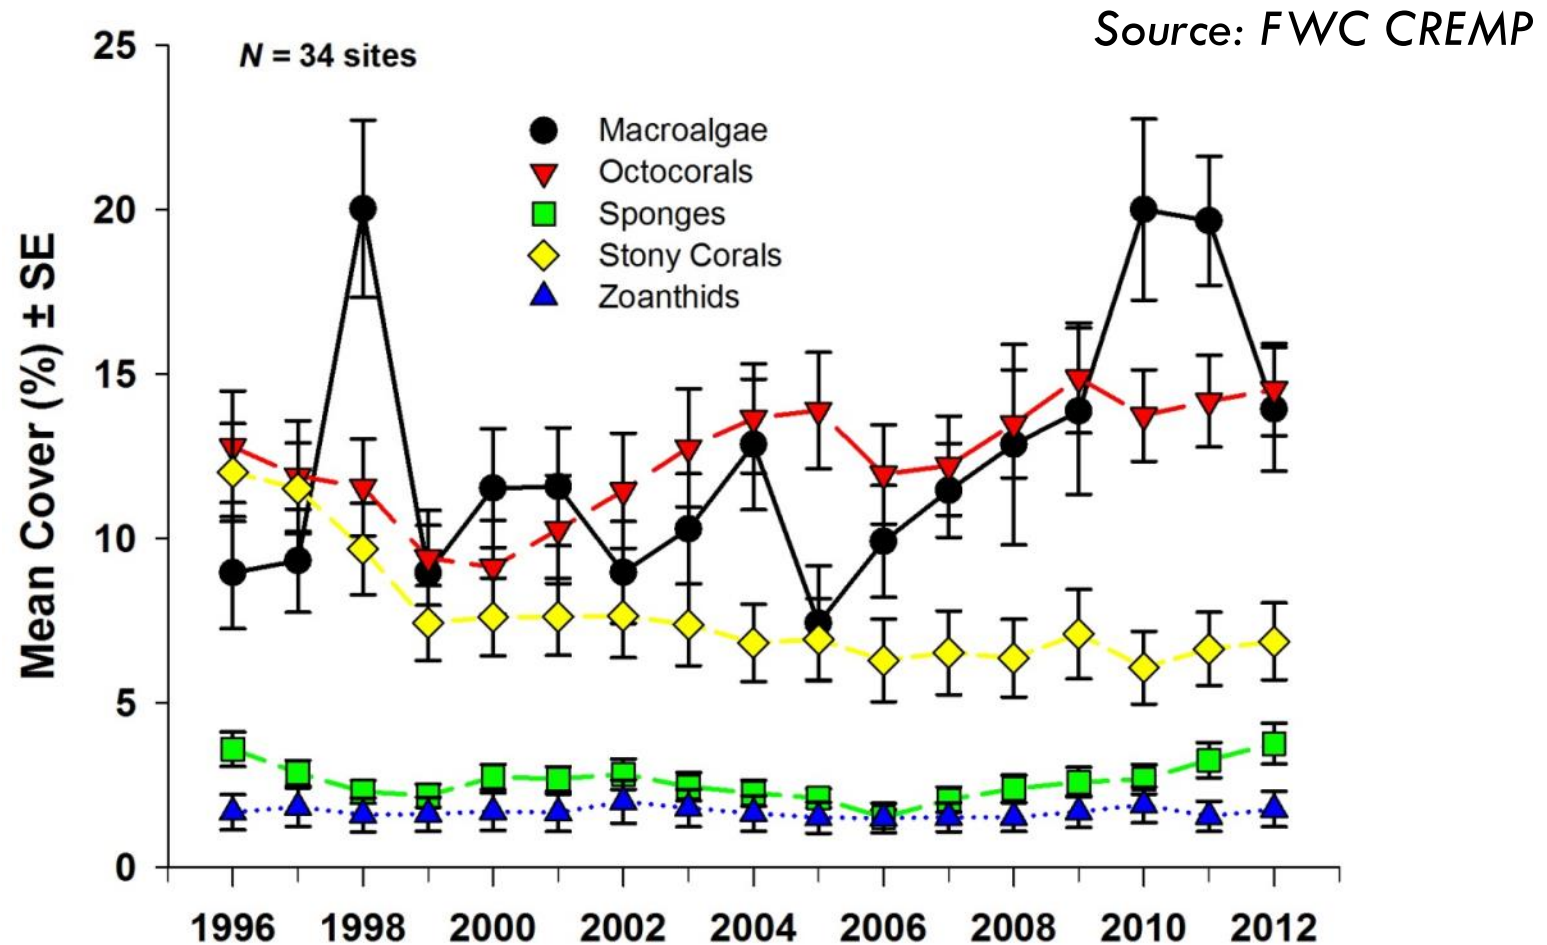 Source: FWC CREMP
N = 34 sites
Macroalgae
Octocorals
Sponges
Stony Corals
Zoanthids
Mean Cover (%) ± SE
25
20
15
10
5
0
1996 1998 2000 2002 2004 2006 2008 2010 2012